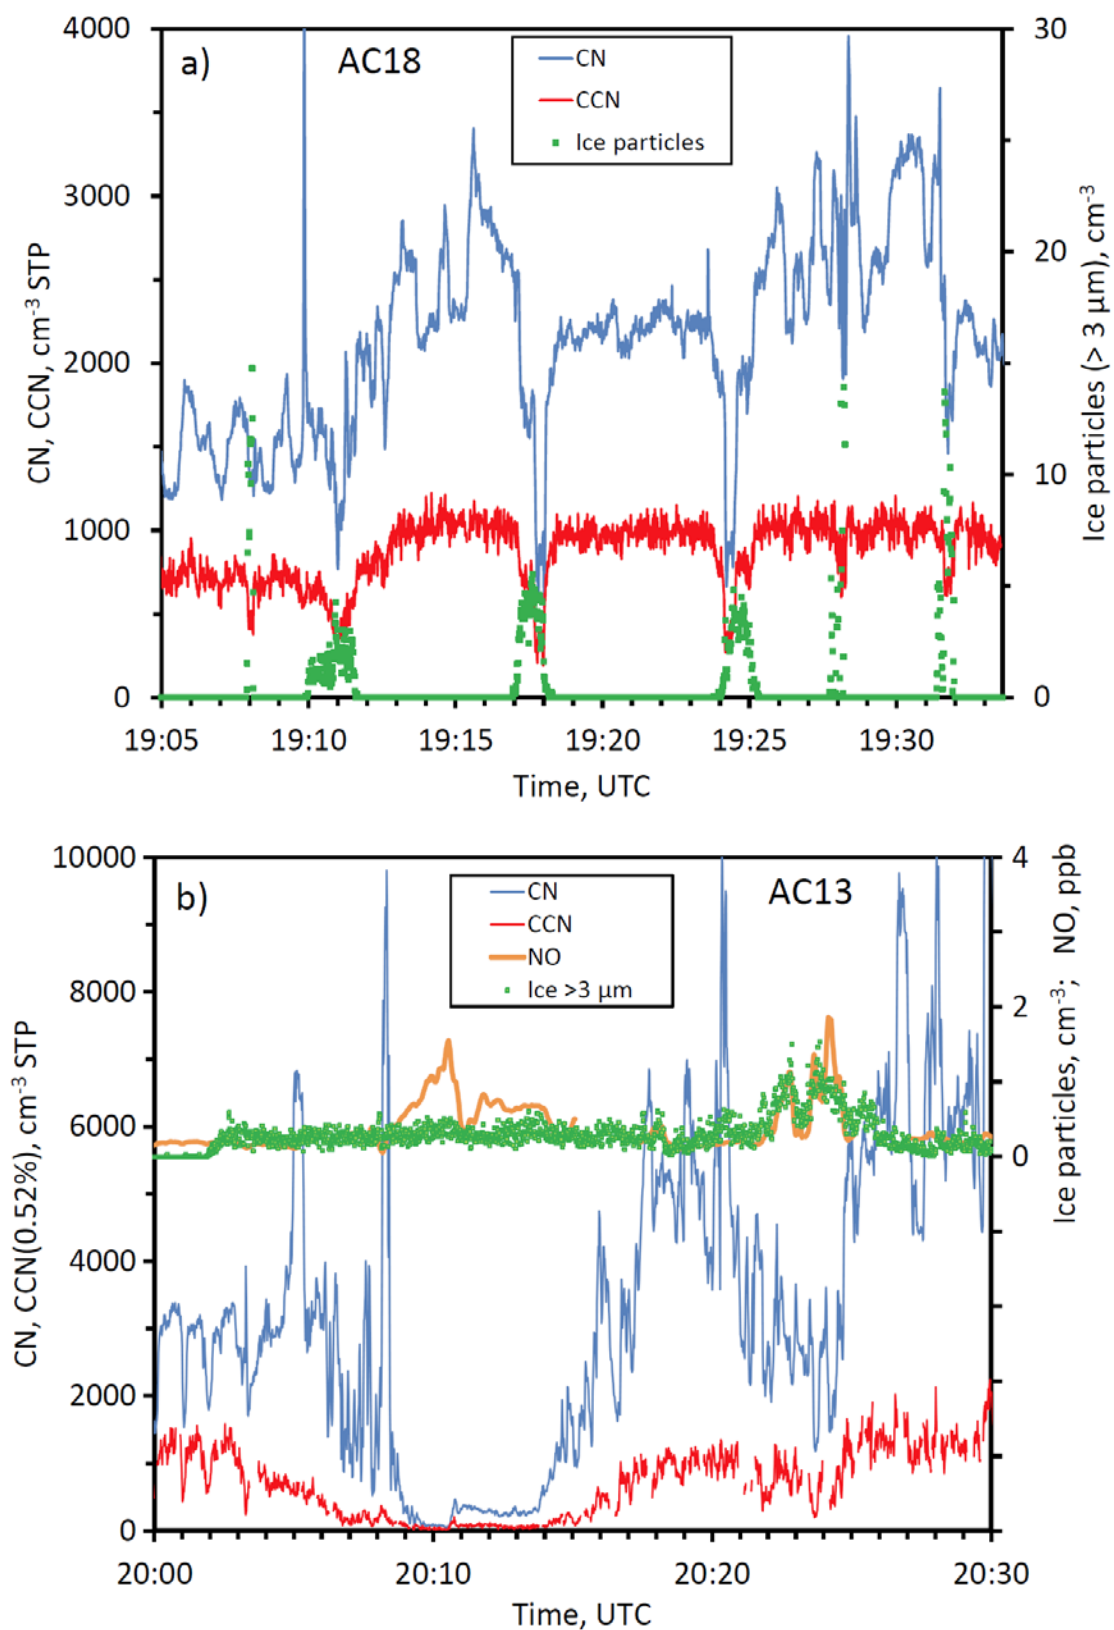 a)
AC18
CN
CCN
Ice particles
4000
3000
2000
1000
0
CN, CCN, cm-3 STP
30
20
10
0
Ice particles (> 3 µm), cm-3
19:05 19:10 19:15 19:20 19:25 19:30
Time, UTC
b)
AC13
CN
CCN
NO
Ice >3 µm
10000
8000
6000
4000
2000
0
CN, CCN(0.52%), cm-3 STP
4
2
0
Ice particles, cm-3; NO, ppb
20:00 20:10 20:20 20:30
Time, UTC